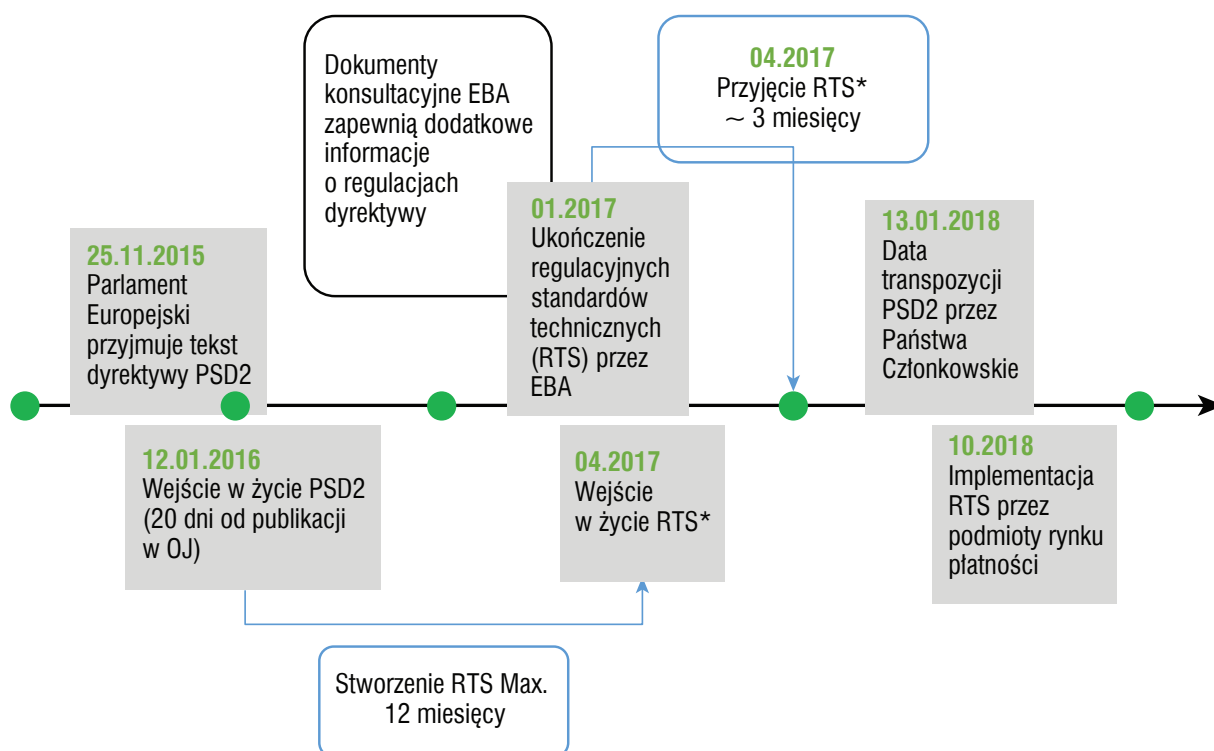 Dokumenty
konsultacyjne EBA
zapewnią dodatkowe
informacje
o regulacjach
dyrektywy
04.2017
Przyjęcie RTS*
~ 3 miesięcy
25.11.2015
Parlament
Europejski
przyjmuje tekst
dyrektywy PSD2
01.2017
Ukończenie
regulacyjnych
standardów
technicznych
(RTS) przez
EBA
13.01.2018
Data
transpozycji
PSD2 przez
Państwa
Członkowskie
12.01.2016
Wejście w życie PSD2
(20 dni od publikacji
w OJ)
04.2017
Wejście
w życie RTS*
10.2018
Implementacja
RTS przez
podmioty rynku
płatności
Stworzenie RTS Max.
12 miesięcy